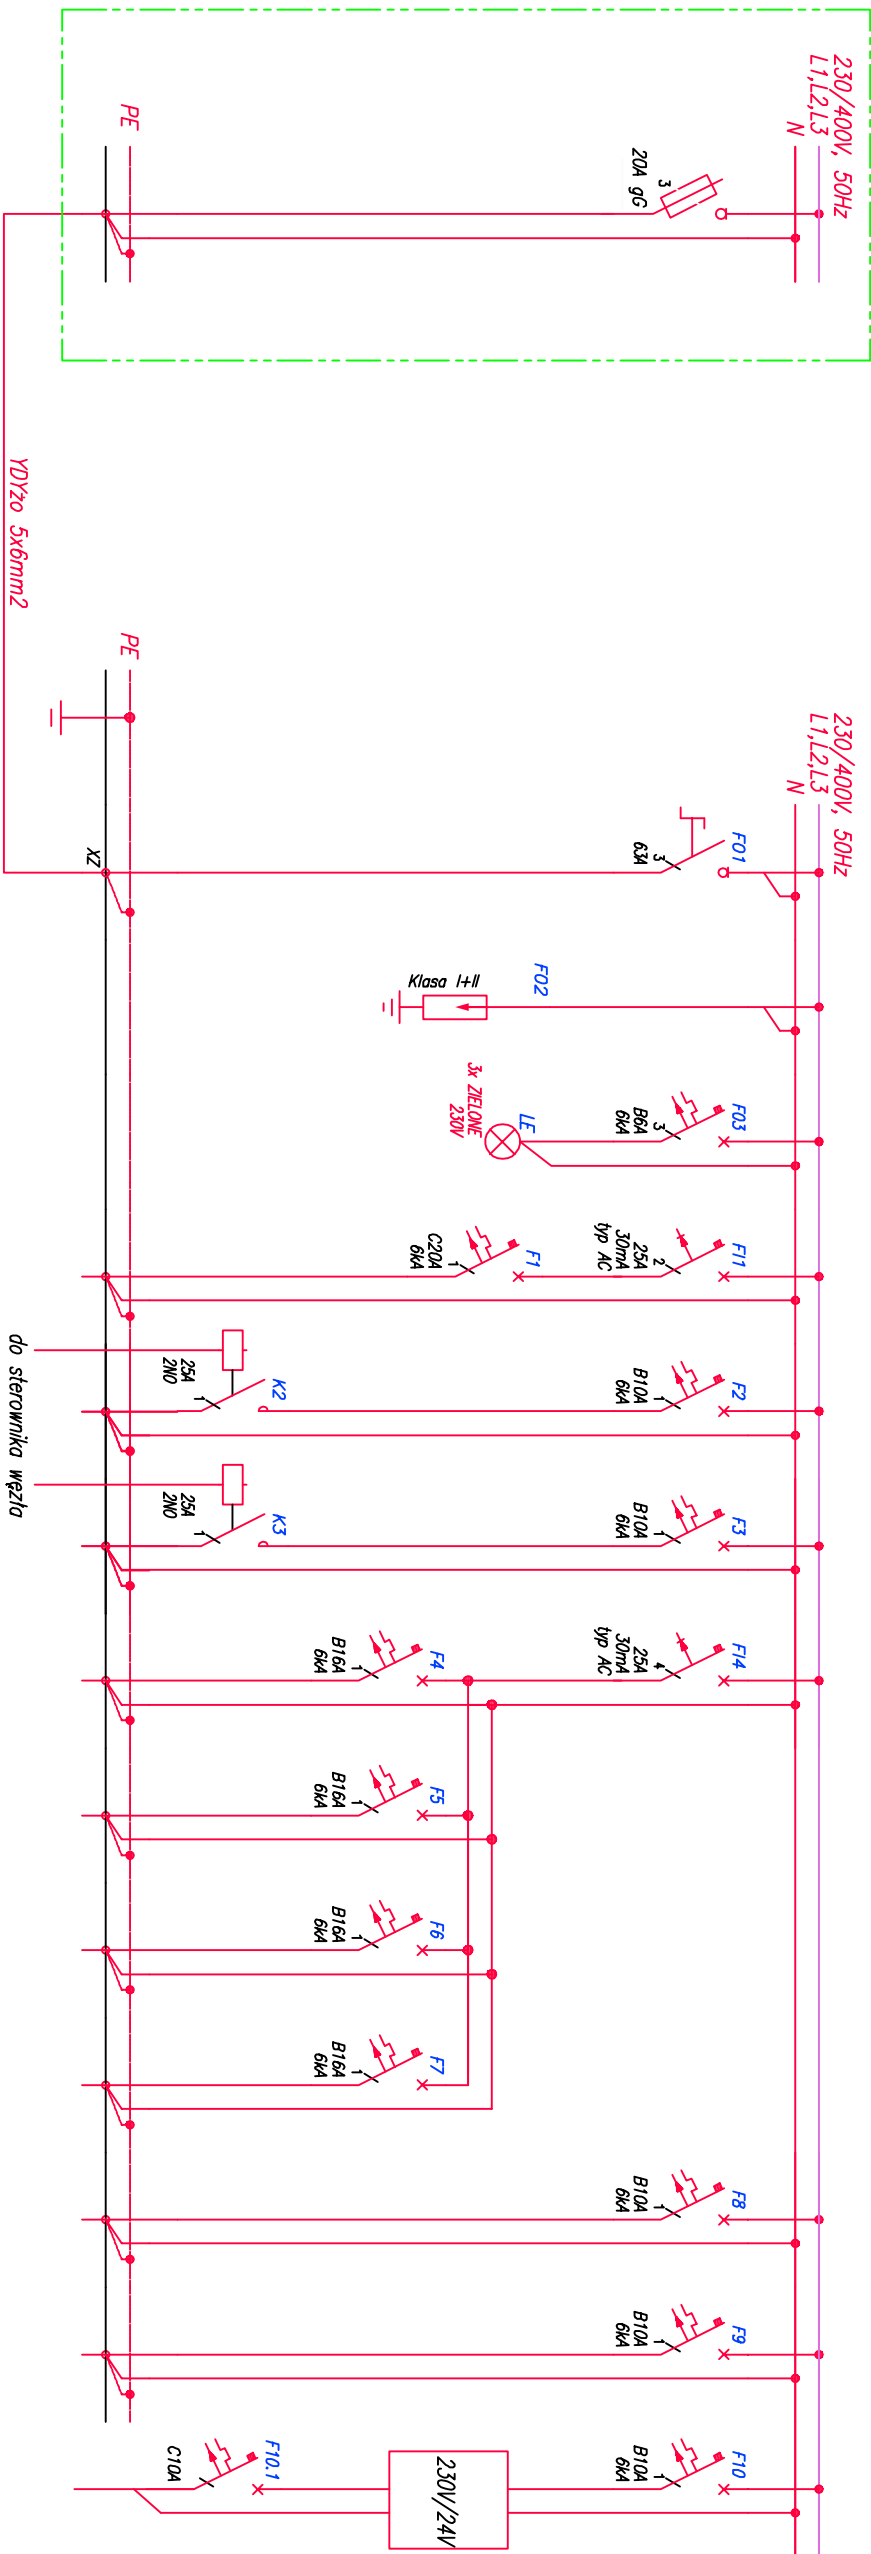 230/400V, 50Hz
L1,L2,L3
N
20A gG
3
PE
YDYżo 5x6mm2
PE
230/400V, 50Hz
L1,L2,L3
N
F01
3
63A
XZ
F02
Klasa I+II
F03
3
B6A
6kA
LE
3x ZIELONE
230V
FI1
2
25A
30mA
typ AC
F1
1
C20A
6kA
F2
1
B10A
6kA
K2
1
25A
2NO
do sterownika węzła
F3
1
B10A
6kA
K3
1
25A
2NO
FI4
4
25A
30mA
typ AC
F4
1
B16A
6kA
F5
1
B16A
6kA
F6
1
B16A
6kA
F7
1
B16A
6kA
F8
1
B10A
6kA
F9
1
B10A
6kA
F10
1
B10A
6kA
230V/24V
F10.1
C10A